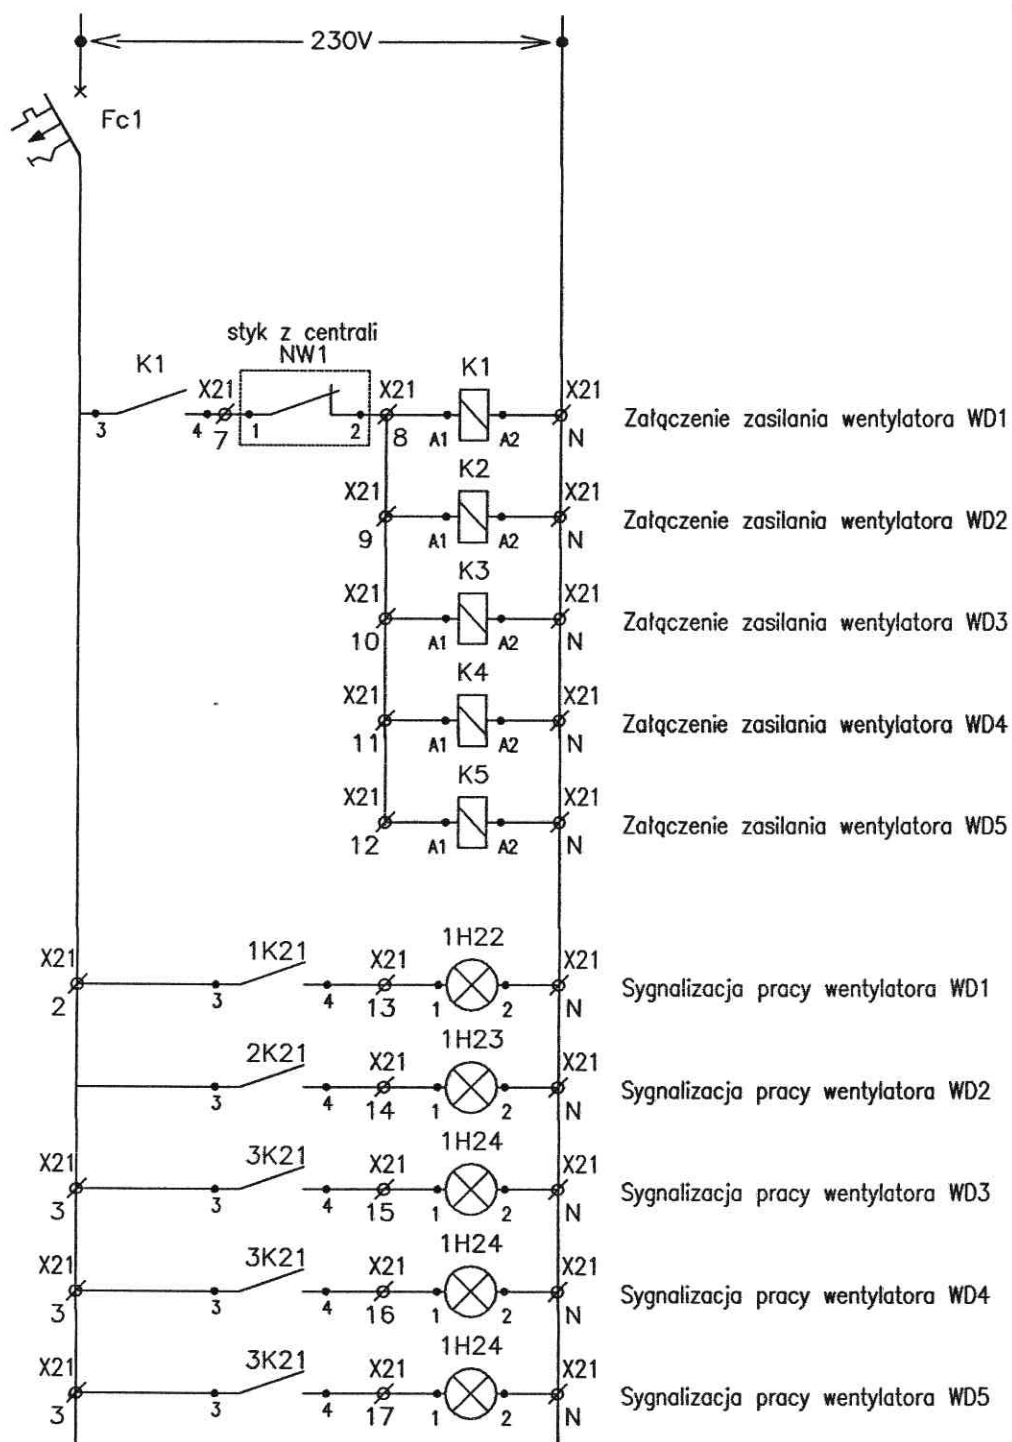 230V
Fc1
styk z centrali
NW1
K1 X21 X21 K1 X21
3 4 7 1 2 8 A1 A2 N Załączenie zasilania wentylatora WD1
X21 K2 X21
9 A1 A2 N Załączenie zasilania wentylatora WD2
X21 K3 X21
10 A1 A2 N Załączenie zasilania wentylatora WD3
X21 K4 X21
11 A1 A2 N Załączenie zasilania wentylatora WD4
X21 K5 X21
12 A1 A2 N Załączenie zasilania wentylatora WD5
X21 1K21 X21 1H22 X21
2 3 4 13 1 2 N Sygnalizacja pracy wentylatora WD1
2K21 X21 1H23 X21
3 4 14 1 2 N Sygnalizacja pracy wentylatora WD2
X21 3K21 X21 1H24 X21
3 3 4 15 1 2 N Sygnalizacja pracy wentylatora WD3
X21 3K21 X21 1H24 X21
3 3 4 16 1 2 N Sygnalizacja pracy wentylatora WD4
X21 3K21 X21 1H24 X21
3 3 4 17 1 2 N Sygnalizacja pracy wentylatora WD5